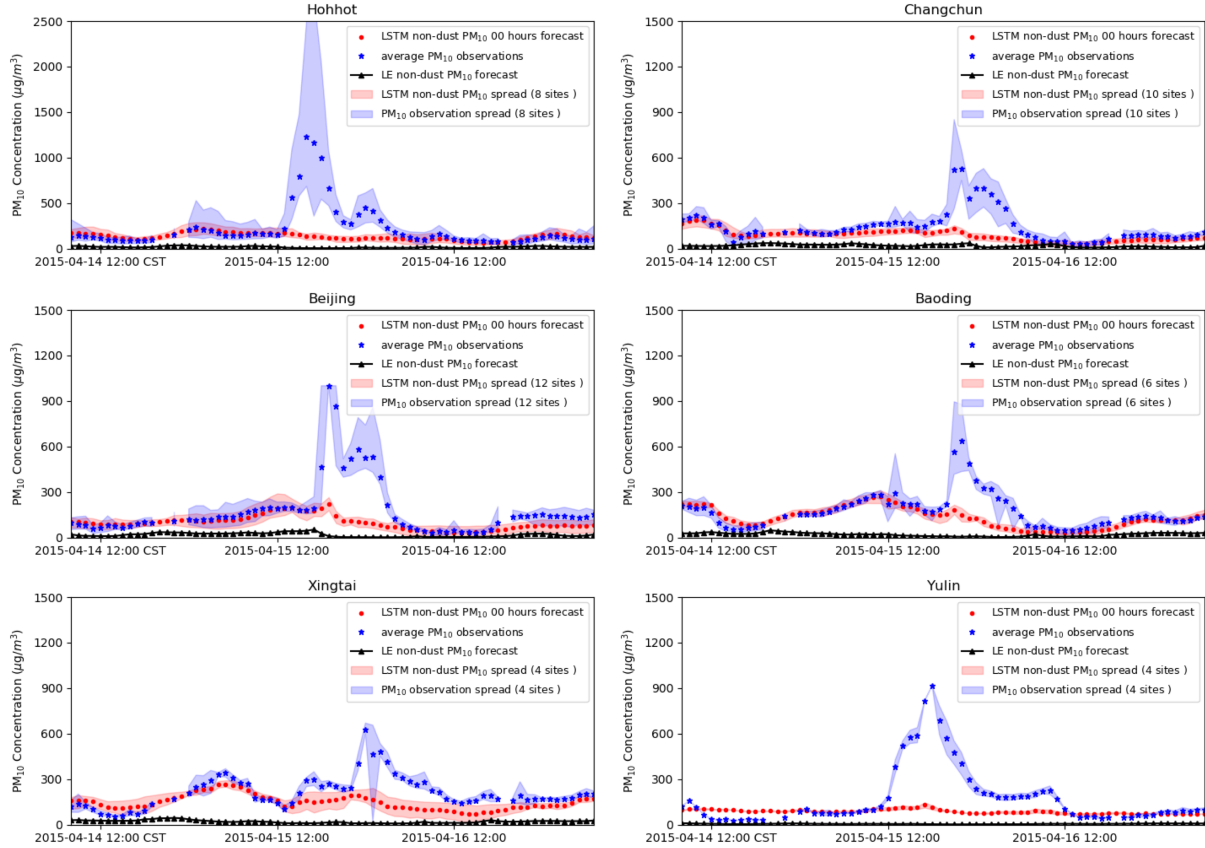 Hohhot
PM10 Concentration (μg/m³)
2500
2000
1500
1000
500
0
LSTM non-dust PM10 00 hours forecast
average PM10 observations
LE non-dust PM10 forecast
LSTM non-dust PM10 spread (8 sites )
PM10 observation spread (8 sites )
2015-04-14 12:00 CST
2015-04-15 12:00
2015-04-16 12:00
Changchun
PM10 Concentration (μg/m³)
1500
1200
900
600
300
0
LSTM non-dust PM10 00 hours forecast
average PM10 observations
LE non-dust PM10 forecast
LSTM non-dust PM10 spread (10 sites )
PM10 observation spread (10 sites )
2015-04-14 12:00 CST
2015-04-15 12:00
2015-04-16 12:00
Beijing
PM10 Concentration (μg/m³)
1500
1200
900
600
300
0
LSTM non-dust PM10 00 hours forecast
average PM10 observations
LE non-dust PM10 forecast
LSTM non-dust PM10 spread (12 sites )
PM10 observation spread (12 sites )
2015-04-14 12:00 CST
2015-04-15 12:00
2015-04-16 12:00
Baoding
PM10 Concentration (μg/m³)
1500
1200
900
600
300
0
LSTM non-dust PM10 00 hours forecast
average PM10 observations
LE non-dust PM10 forecast
LSTM non-dust PM10 spread (6 sites )
PM10 observation spread (6 sites )
2015-04-14 12:00 CST
2015-04-15 12:00
2015-04-16 12:00
Xingtai
PM10 Concentration (μg/m³)
1500
1200
900
600
300
0
LSTM non-dust PM10 00 hours forecast
average PM10 observations
LE non-dust PM10 forecast
LSTM non-dust PM10 spread (4 sites )
PM10 observation spread (4 sites )
2015-04-14 12:00 CST
2015-04-15 12:00
2015-04-16 12:00
Yulin
PM10 Concentration (μg/m³)
1500
1200
900
600
300
0
LSTM non-dust PM10 00 hours forecast
average PM10 observations
LE non-dust PM10 forecast
LSTM non-dust PM10 spread (4 sites )
PM10 observation spread (4 sites )
2015-04-14 12:00 CST
2015-04-15 12:00
2015-04-16 12:00